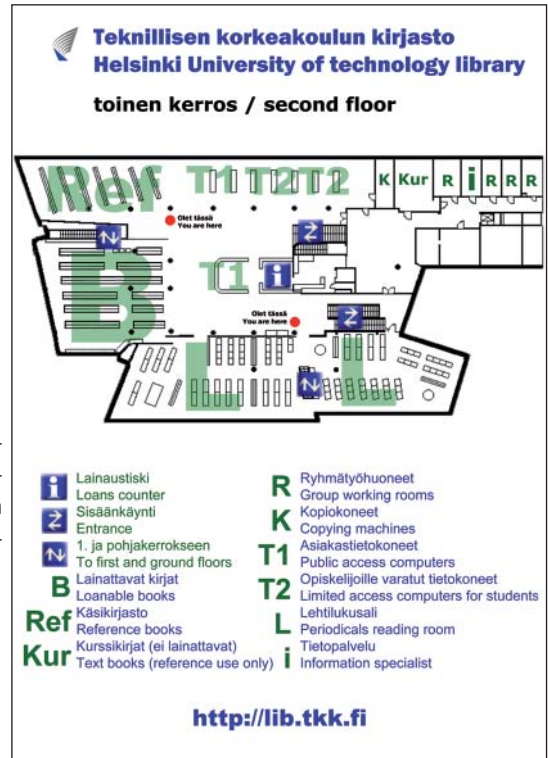 Teknillisen korkeakoulun kirjasto
Helsinki University of technology library
toinen kerros / second floor
Ref
T1 T2 T2
K Kur R i R R R
Olet tässä
You are here
B
T1
i
Olet tässä
You are here
L L
i Lainaustiski
Loans counter
Sisäänkäynti
Entrance
1. ja pohjakerrokseen
To first and ground floors
B Lainattavat kirjat
Loanable books
Ref Käsikirjasto
Reference books
Kur Kurssikirjat (ei lainattavat)
Text books (reference use only)
R Ryhmätyöhuoneet
Group working rooms
K Kopiokoneet
Copying machines
T1 Asiakastietokoneet
Public access computers
T2 Opiskelijoille varatut tietokoneet
Limited access computers for students
L Lehtilukusali
Periodicals reading room
i Tietopalvelu
Information specialist
http://lib.tkk.fi